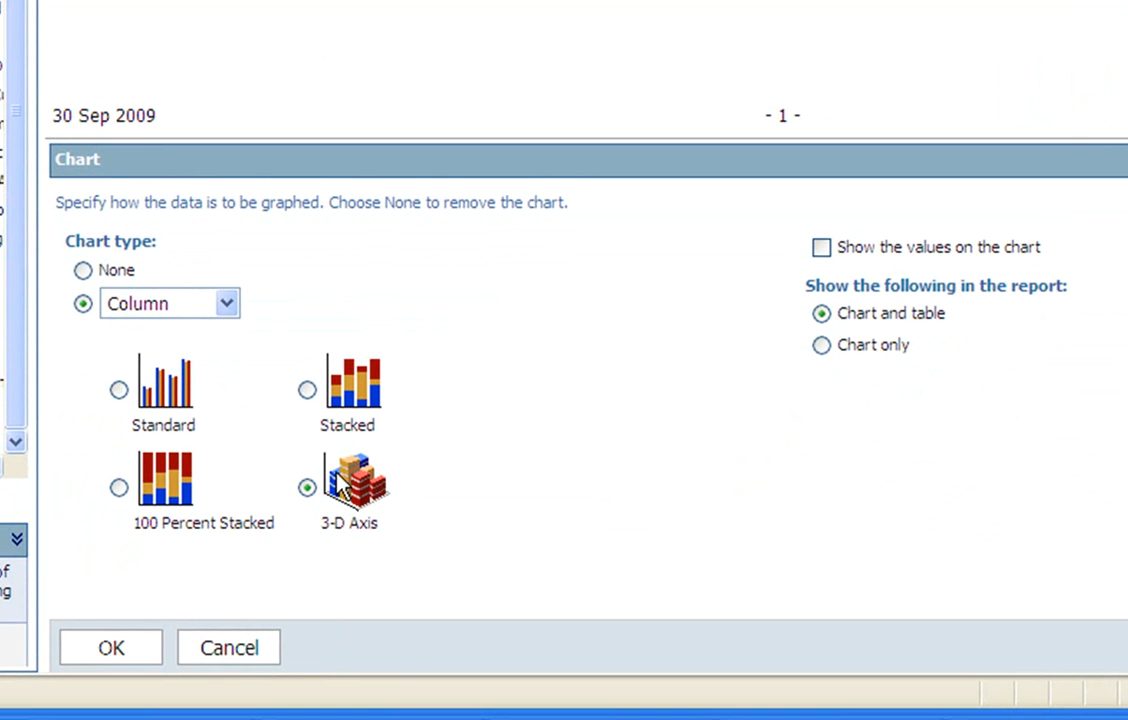 30 Sep 2009
- 1 -
Chart
Specify how the data is to be graphed. Choose None to remove the chart.
Chart type:
None
Column
Show the values on the chart
Show the following in the report:
Chart and table
Chart only
Standard
Stacked
100 Percent Stacked
3-D Axis
OK
Cancel